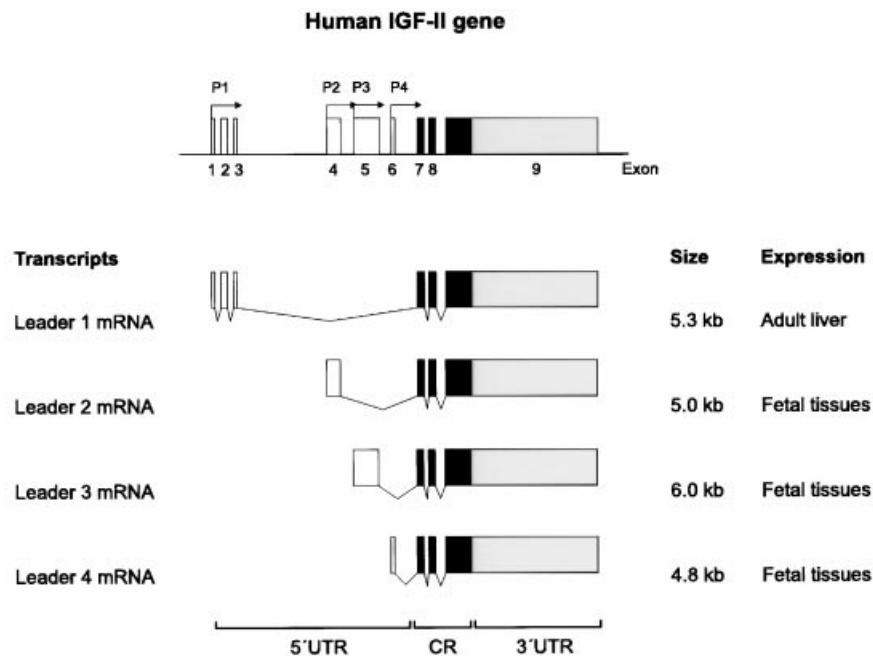 Human IGF-II gene
P1 P2 P3 P4
1 2 3 4 5 6 7 8 9 Exon
Transcripts Size Expression
Leader 1 mRNA 5.3 kb Adult liver
Leader 2 mRNA 5.0 kb Fetal tissues
Leader 3 mRNA 6.0 kb Fetal tissues
Leader 4 mRNA 4.8 kb Fetal tissues
5´UTR CR 3´UTR